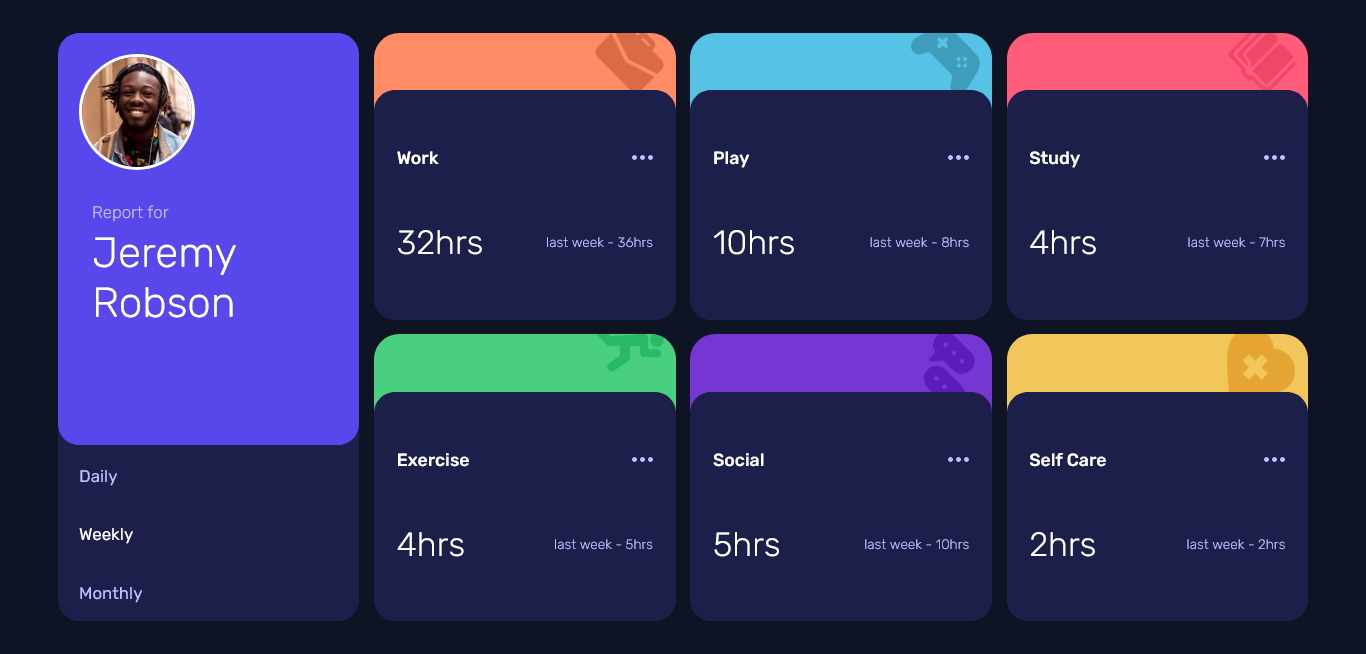 Report for
Jeremy
Robson
Daily
Weekly
Monthly
Work
32hrs
last week - 36hrs
Play
10hrs
last week - 8hrs
Study
4hrs
last week - 7hrs
Exercise
4hrs
last week - 5hrs
Social
5hrs
last week - 10hrs
Self Care
2hrs
last week - 2hrs